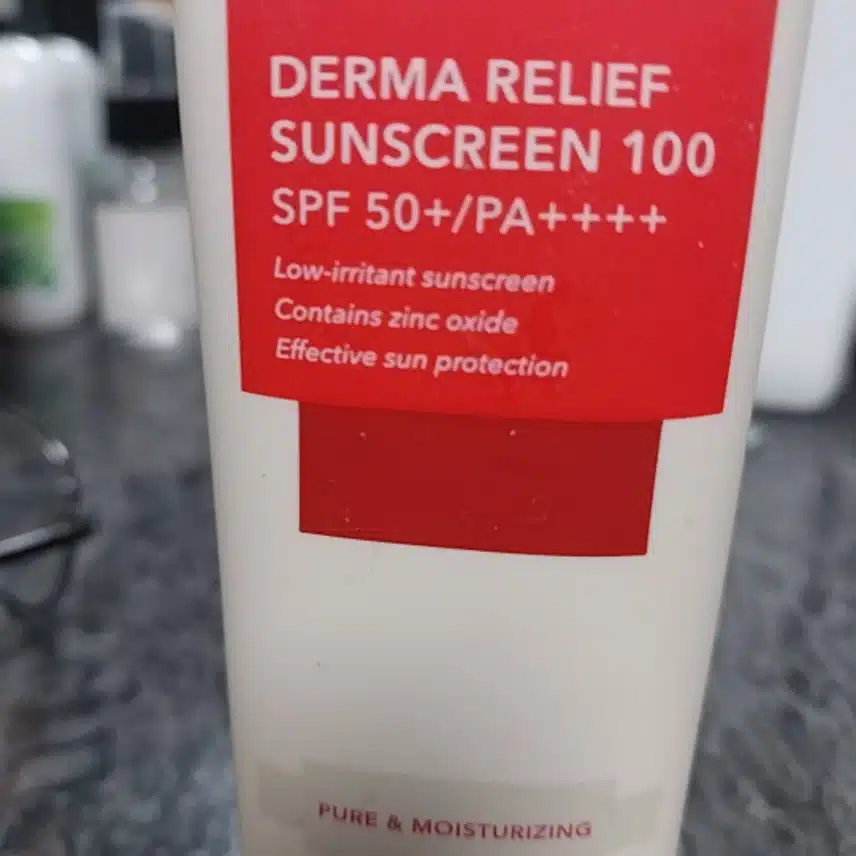 DERMA RELIEF
SUNSCREEN 100
SPF 50+/PA++++
Low-irritant sunscreen
Contains zinc oxide
Effective sun protection
PURE & MOISTURIZING